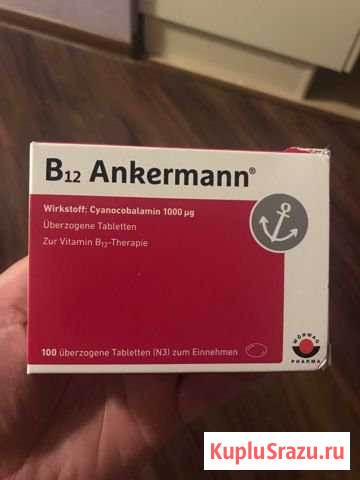 B12 Ankermann®
Wirkstoff: Cyanocobalamin 1000 µg
Überzogene Tabletten
Zur Vitamin B12-Therapie
100 überzogene Tabletten (N3) zum Einnehmen
WÖRWAG
PHARMA
KupluSrazu.ru